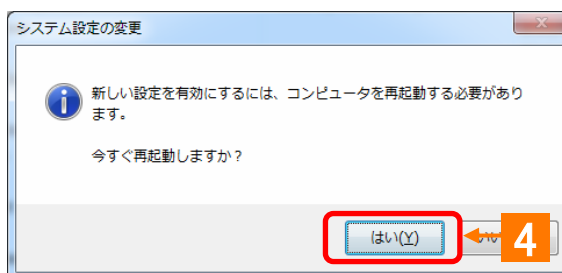 システム設定の変更
新しい設定を有効にするには、コンピュータを再起動する必要があり
ます。
今すぐ再起動しますか？
はい(Y)
4